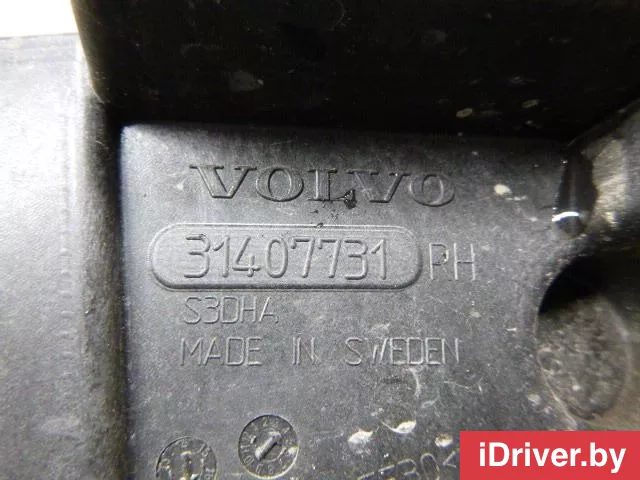 VOLVO
31407731 RH
S3DHA
MADE IN SWEDEN
iDriver.by